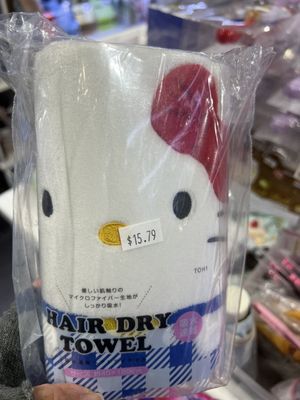 $15.79
TOH1
優しい肌触りの
マイクロファイバー生地が
しっかり吸水!
HAIR DRY
TOWEL